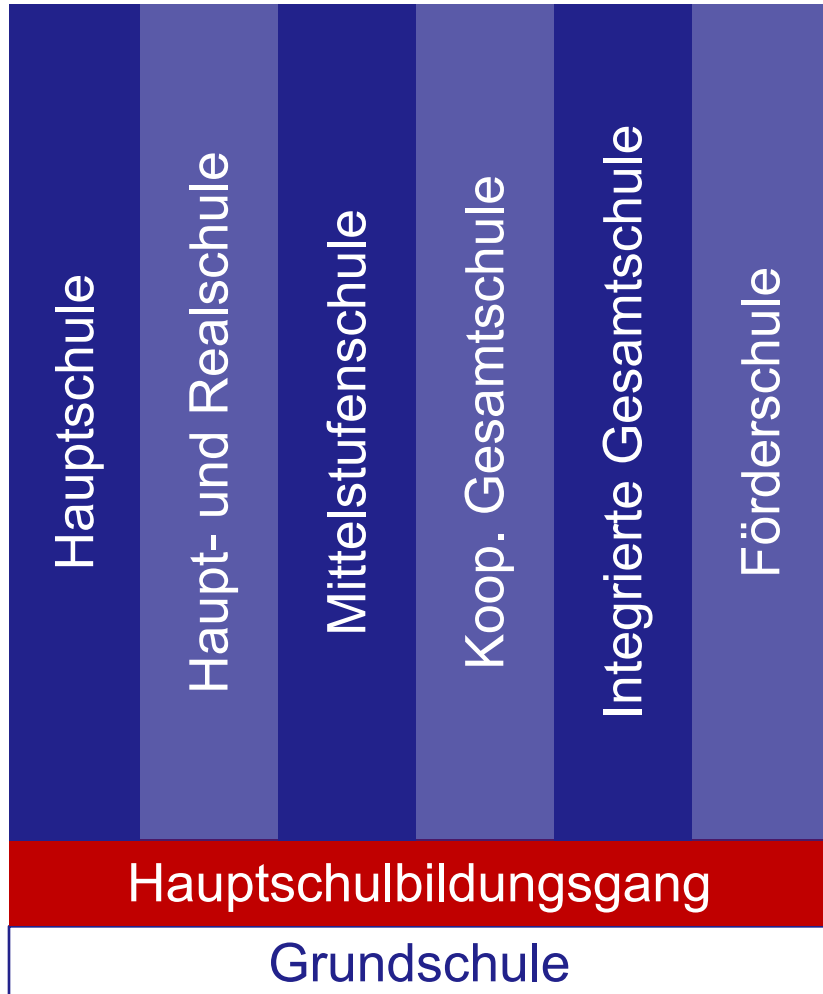 Hauptschule
Haupt- und Realschule
Mittelstufenschule
Koop. Gesamtschule
Integrierte Gesamtschule
Förderschule
Hauptschulbildungsgang
Grundschule